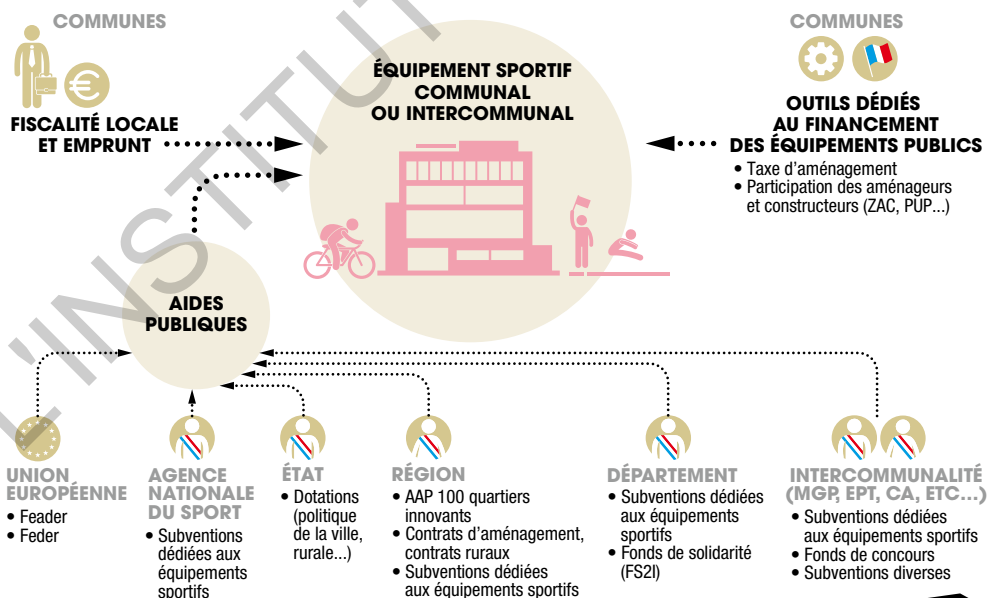 COMMUNES
FISCALITÉ LOCALE
ET EMPRUNT
ÉQUIPEMENT SPORTIF
COMMUNAL
OU INTERCOMMUNAL
COMMUNES
OUTILS DÉDIÉS
AU FINANCEMENT
DES ÉQUIPEMENTS PUBLICS
• Taxe d'aménagement
• Participation des aménageurs
et constructeurs (ZAC, PUP...)
AIDES
PUBLIQUES
UNION
EUROPÉENNE
• Feader
• Feder
AGENCE
NATIONALE
DU SPORT
• Subventions
dédiées aux
équipements
sportifs
ÉTAT
• Dotations
(politique
de la ville,
rurale...)
RÉGION
• AAP 100 quartiers
innovants
• Contrats d'aménagement,
contrats ruraux
• Subventions dédiées
aux équipements sportifs
DÉPARTEMENT
• Subventions dédiées
aux équipements
sportifs
• Fonds de solidarité
(FS2I)
INTERCOMMUNALITÉ
(MGP, EPT, CA, ETC...)
• Subventions dédiées
aux équipements sportifs
• Fonds de concours
• Subventions diverses
L'INSTITUT